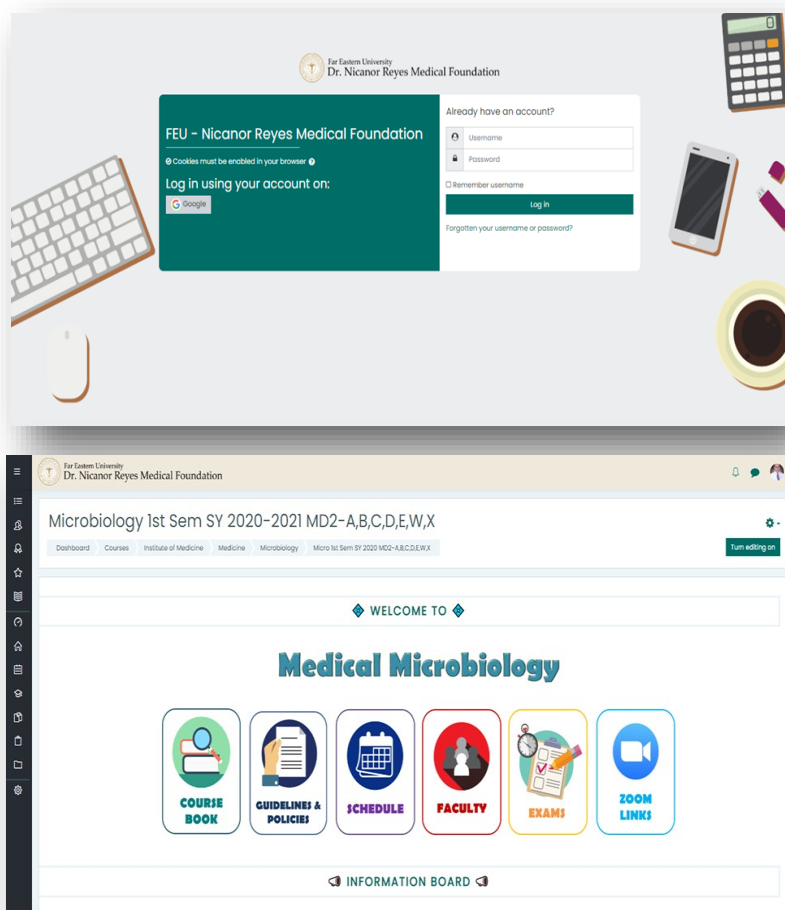 Far Eastern University
Dr. Nicanor Reyes Medical Foundation
FEU - Nicanor Reyes Medical Foundation
Cookies must be enabled in your browser
Log in using your account on:
Google
Already have an account?
Username
Password
Remember username
Log in
Forgotten your username or password?
Far Eastern University
Dr. Nicanor Reyes Medical Foundation
Microbiology 1st Sem SY 2020-2021 MD2-A,B,C,D,E,W,X
Dashboard Courses Institute of Medicine Medicine Microbiology Micro 1st Sem SY 2020 MD2-A,B,C,D,E,W,X
Turn editing on
WELCOME TO
Medical Microbiology
COURSE
BOOK
GUIDELINES &
POLICIES
SCHEDULE
FACULTY
EXAMS
ZOOM
LINKS
INFORMATION BOARD